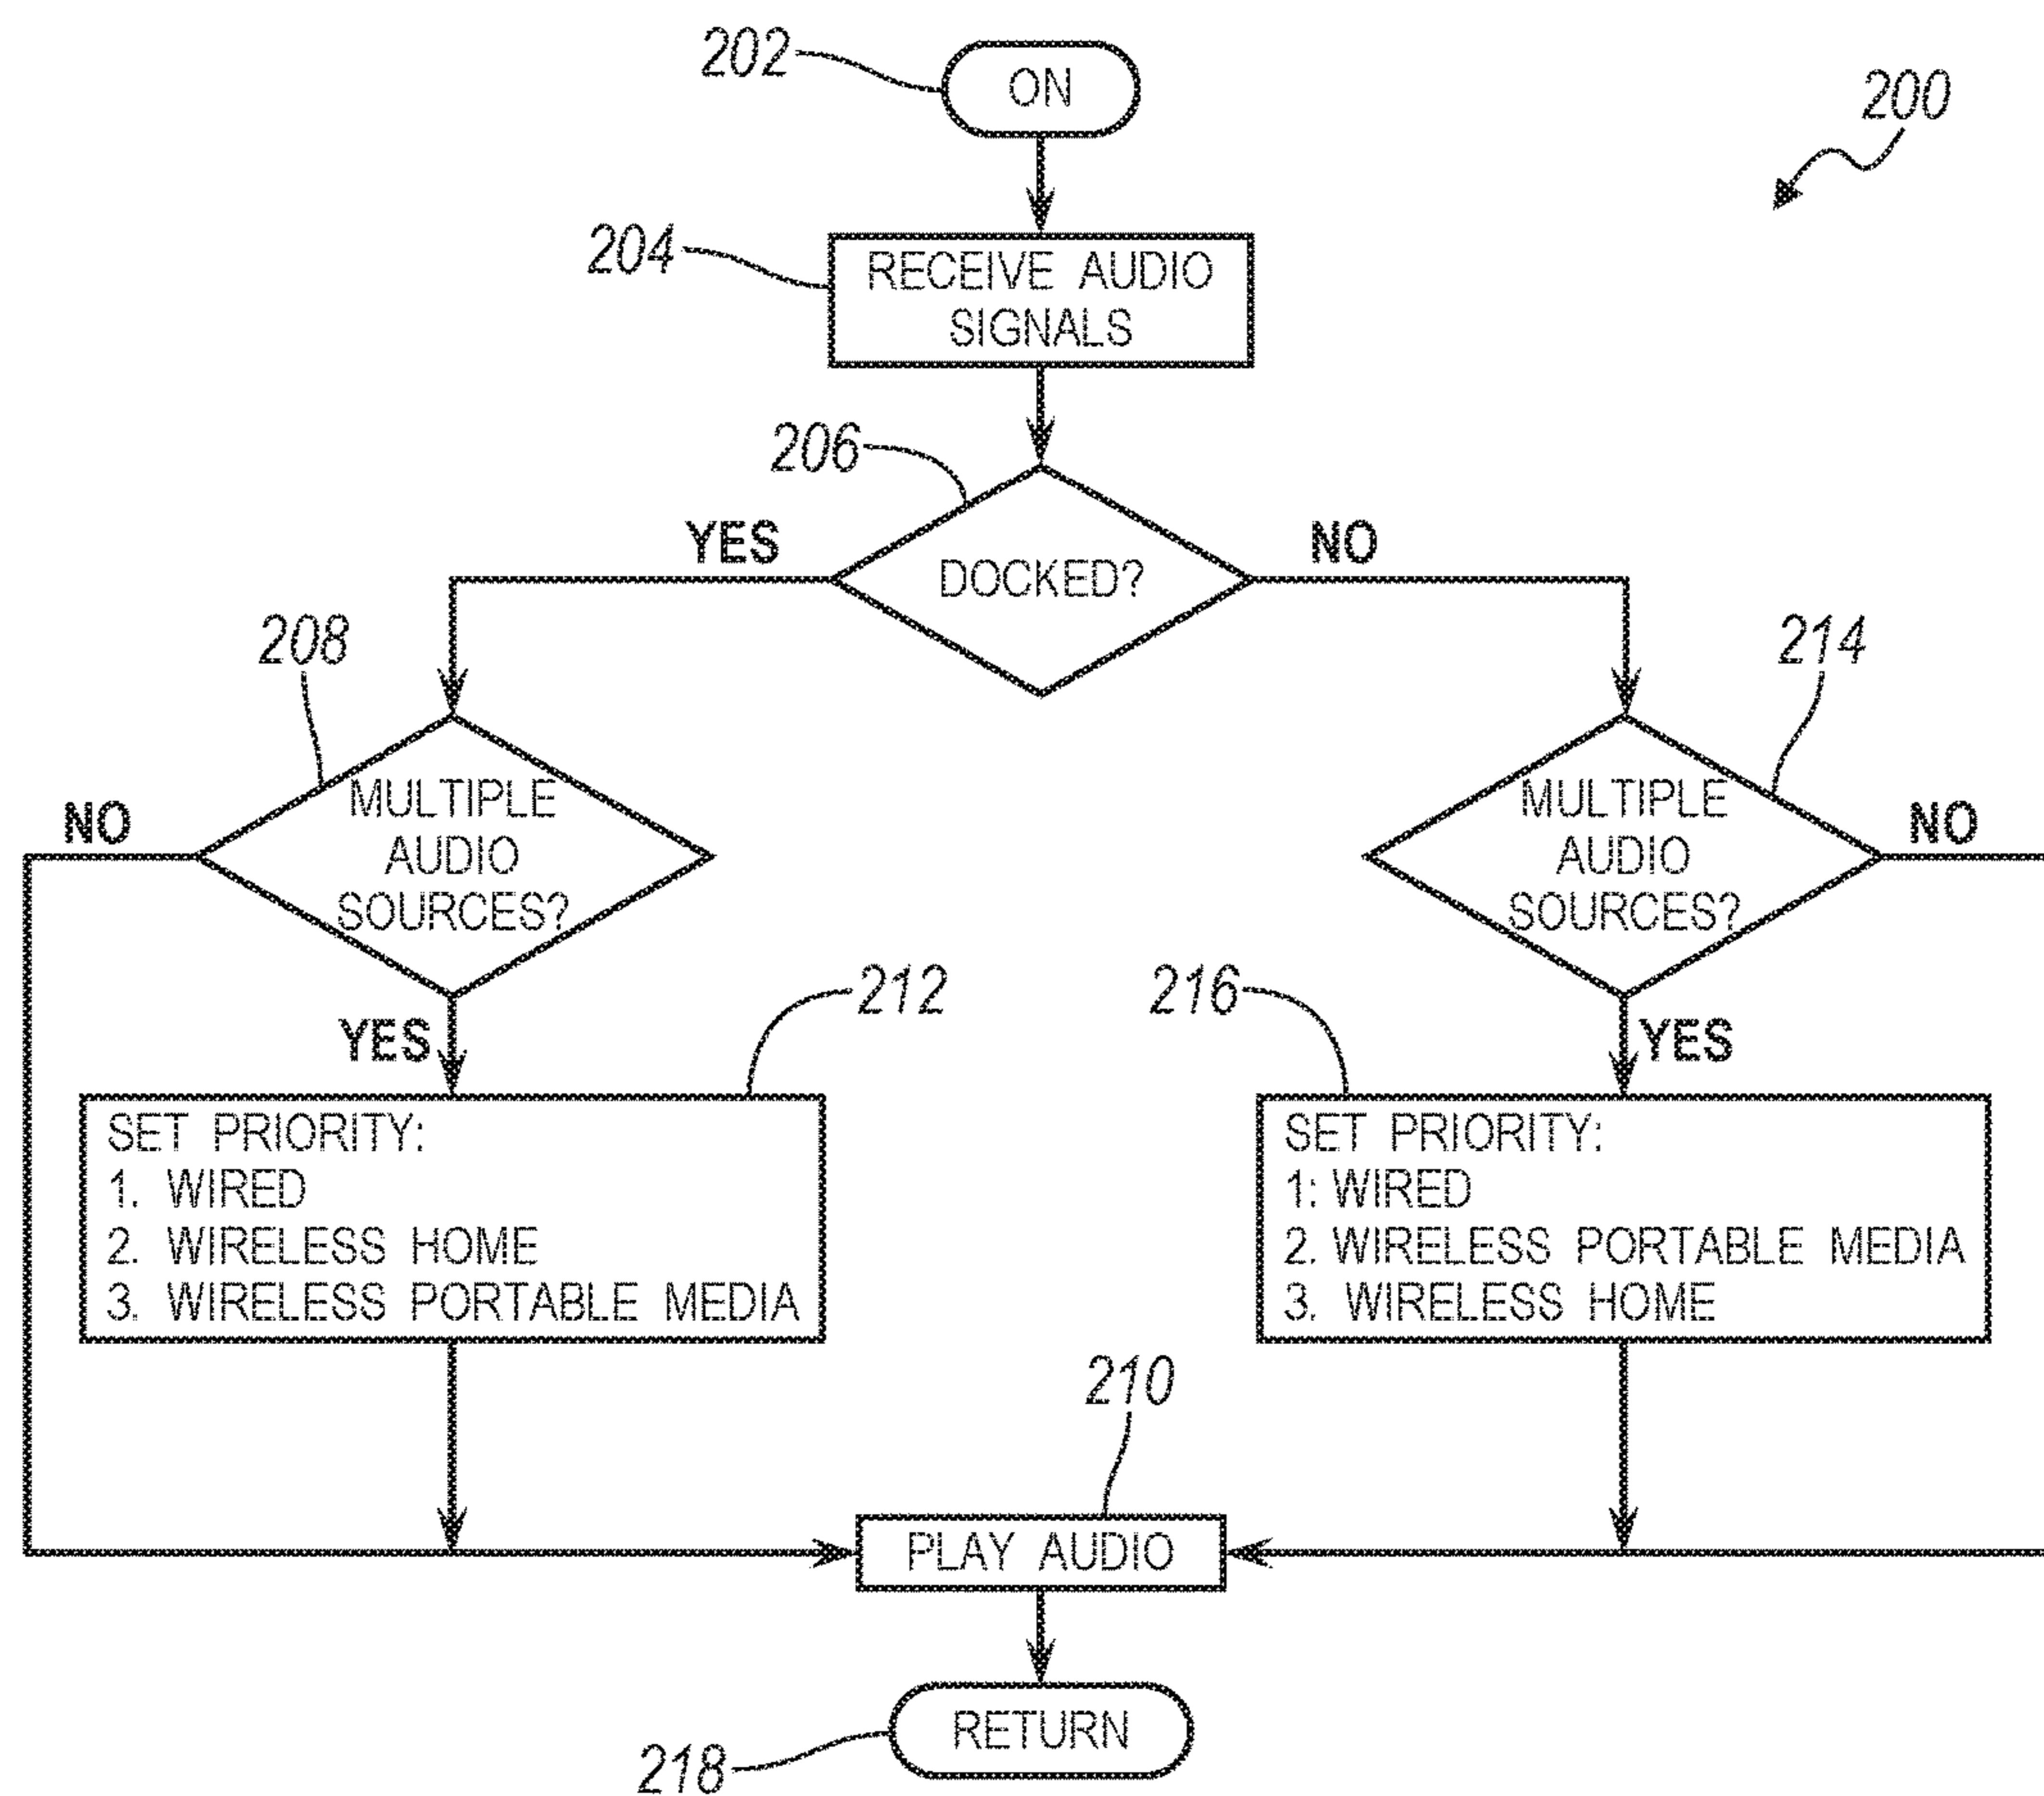 202
ON
200
204
RECEIVE AUDIO
SIGNALS
206
YES
DOCKED?
NO
208
214
NO
MULTIPLE
AUDIO
SOURCES?
MULTIPLE
AUDIO
SOURCES?
NO
YES
212
216
YES
SET PRIORITY:
1. WIRED
2. WIRELESS HOME
3. WIRELESS PORTABLE MEDIA
SET PRIORITY:
1: WIRED
2. WIRELESS PORTABLE MEDIA
3. WIRELESS HOME
210
PLAY AUDIO
RETURN
218